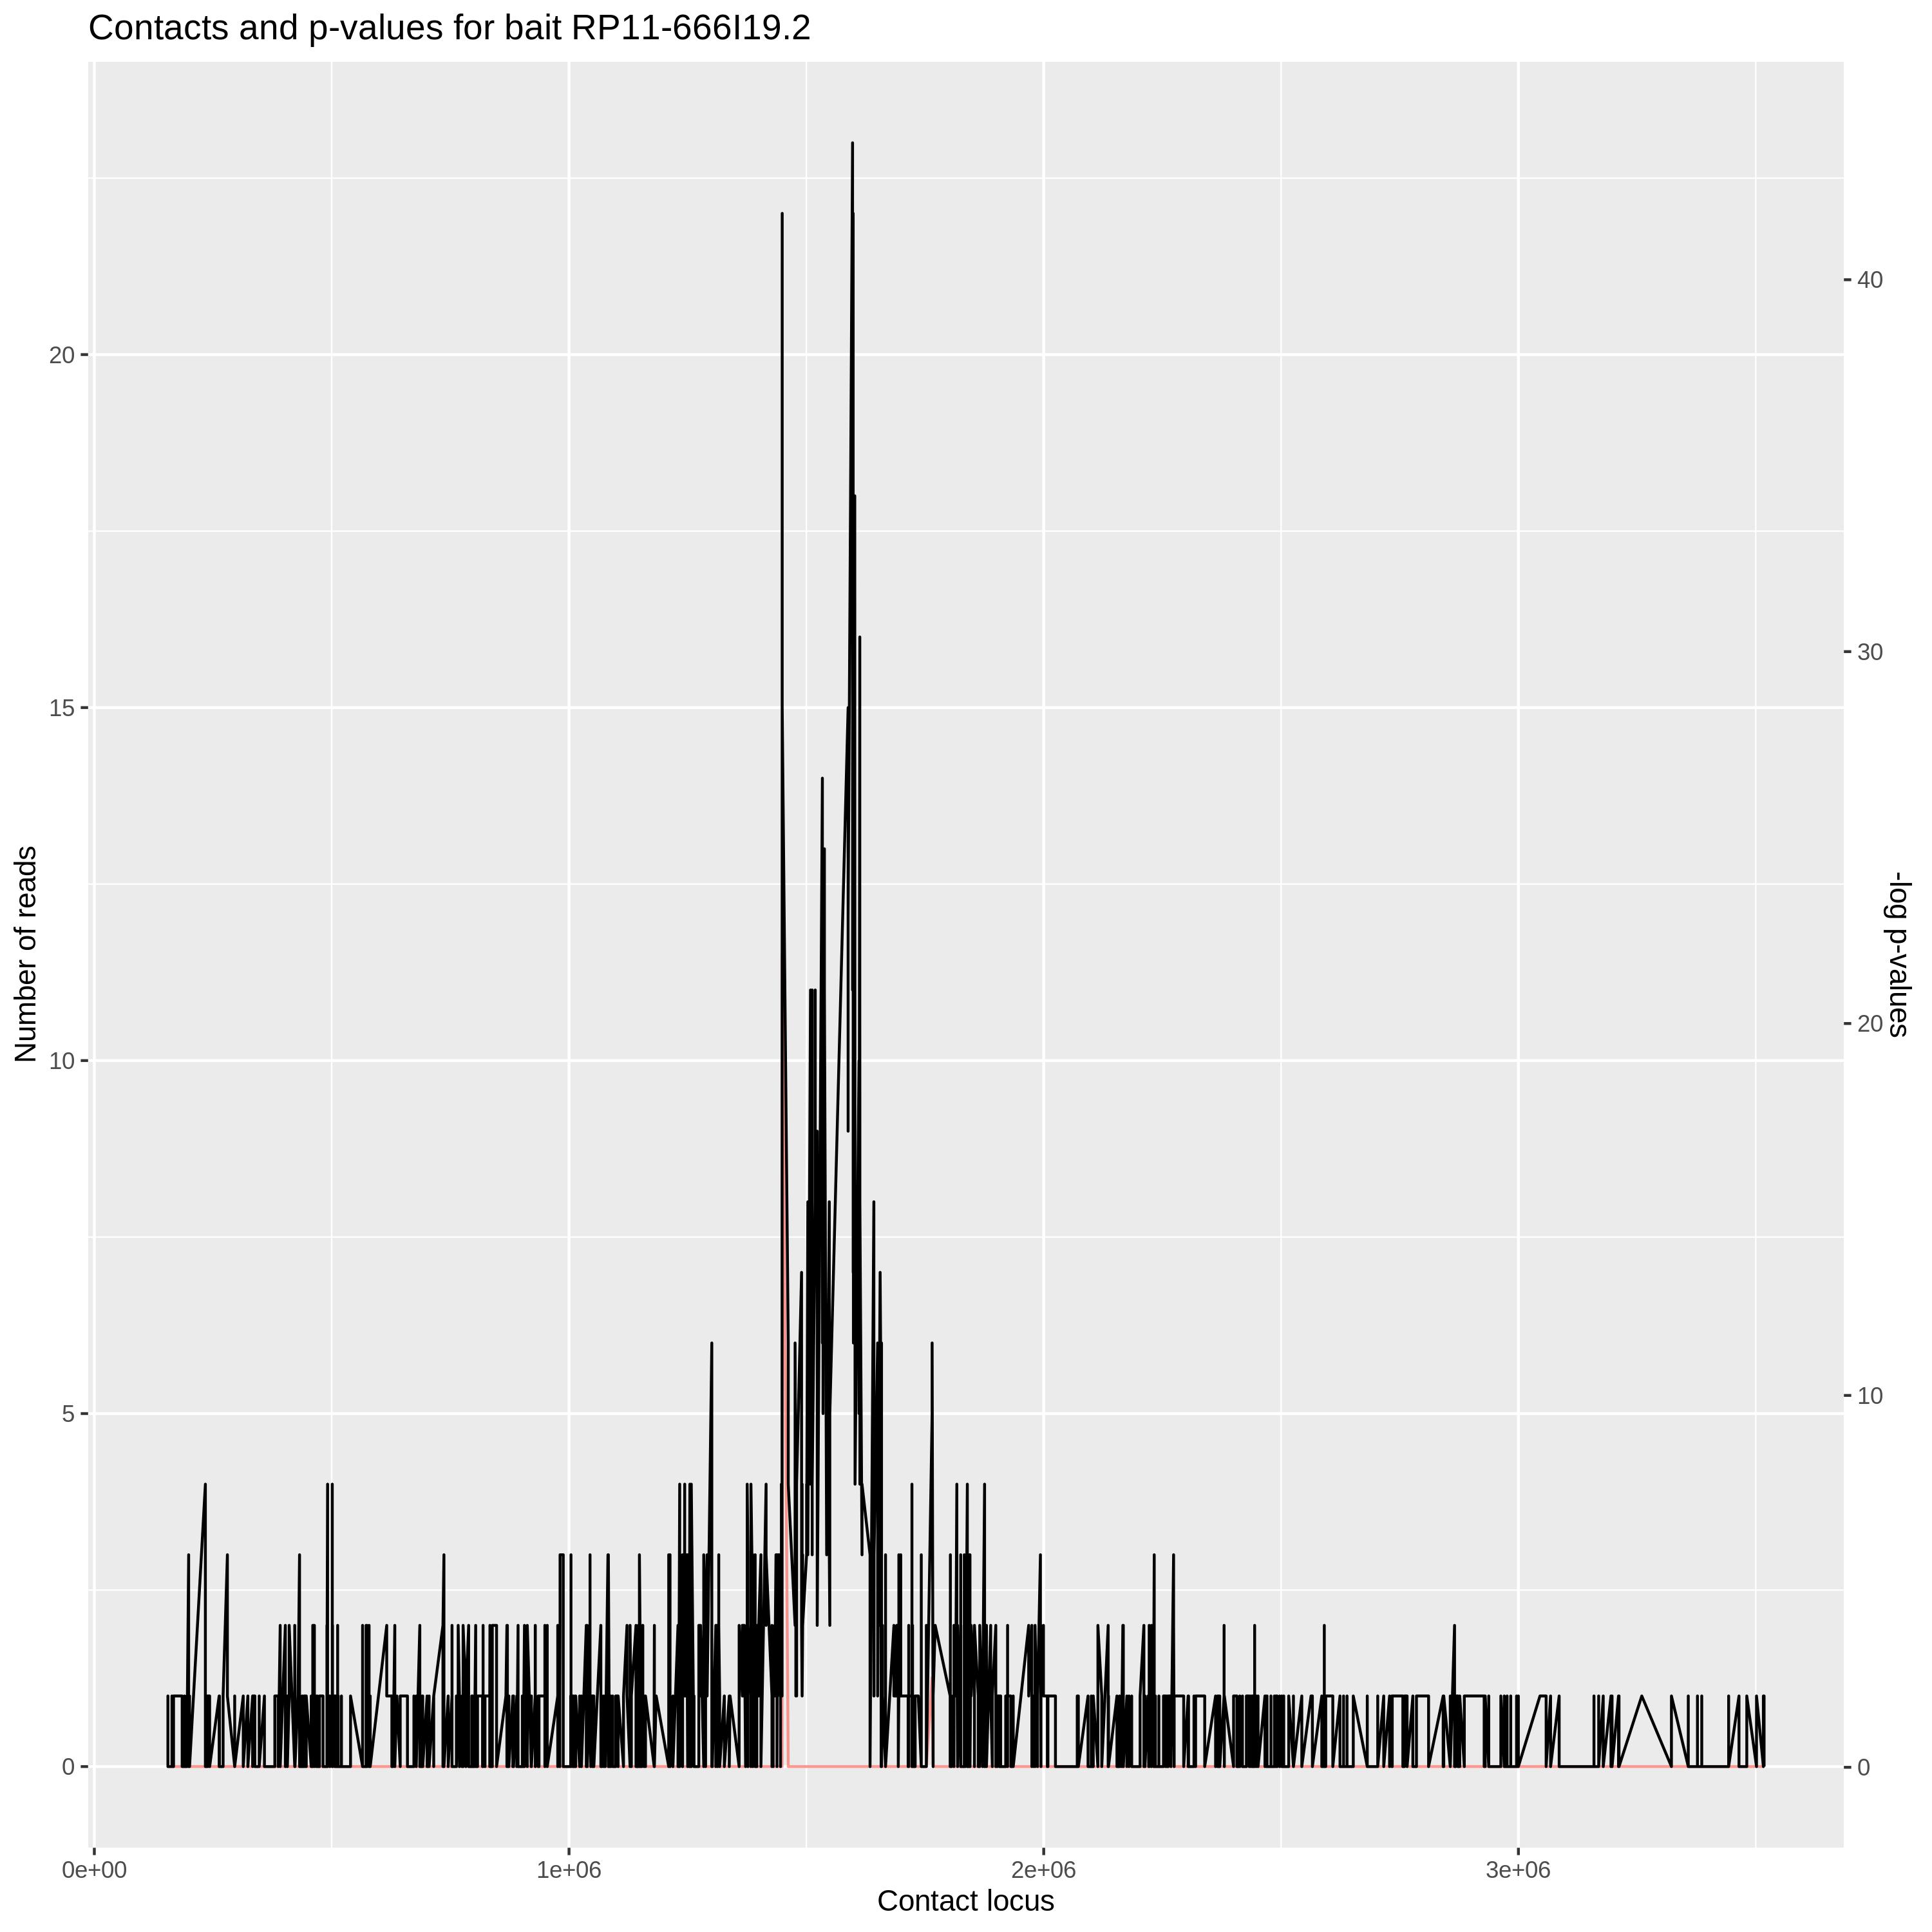 Contacts and p-values for bait RP11-666I19.2
Number of reads
20
15
10
5
0
40
30
20
10
0
-log p-values
0e+00
1e+06
2e+06
3e+06
Contact locus